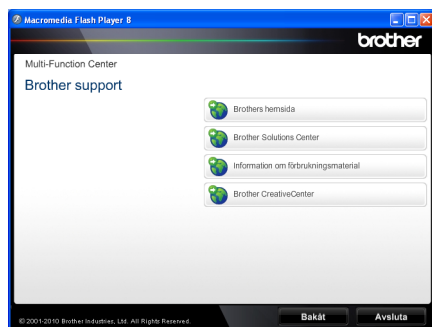 Macromedia Flash Player 8
brother
Multi-Function Center
Brother support
Brothers hemsida
Brother Solutions Center
Information om förbrukningsmaterial
Brother CreativeCenter
© 2001-2010 Brother Industries, Ltd. All Rights Reserved.
Bakåt
Avsluta